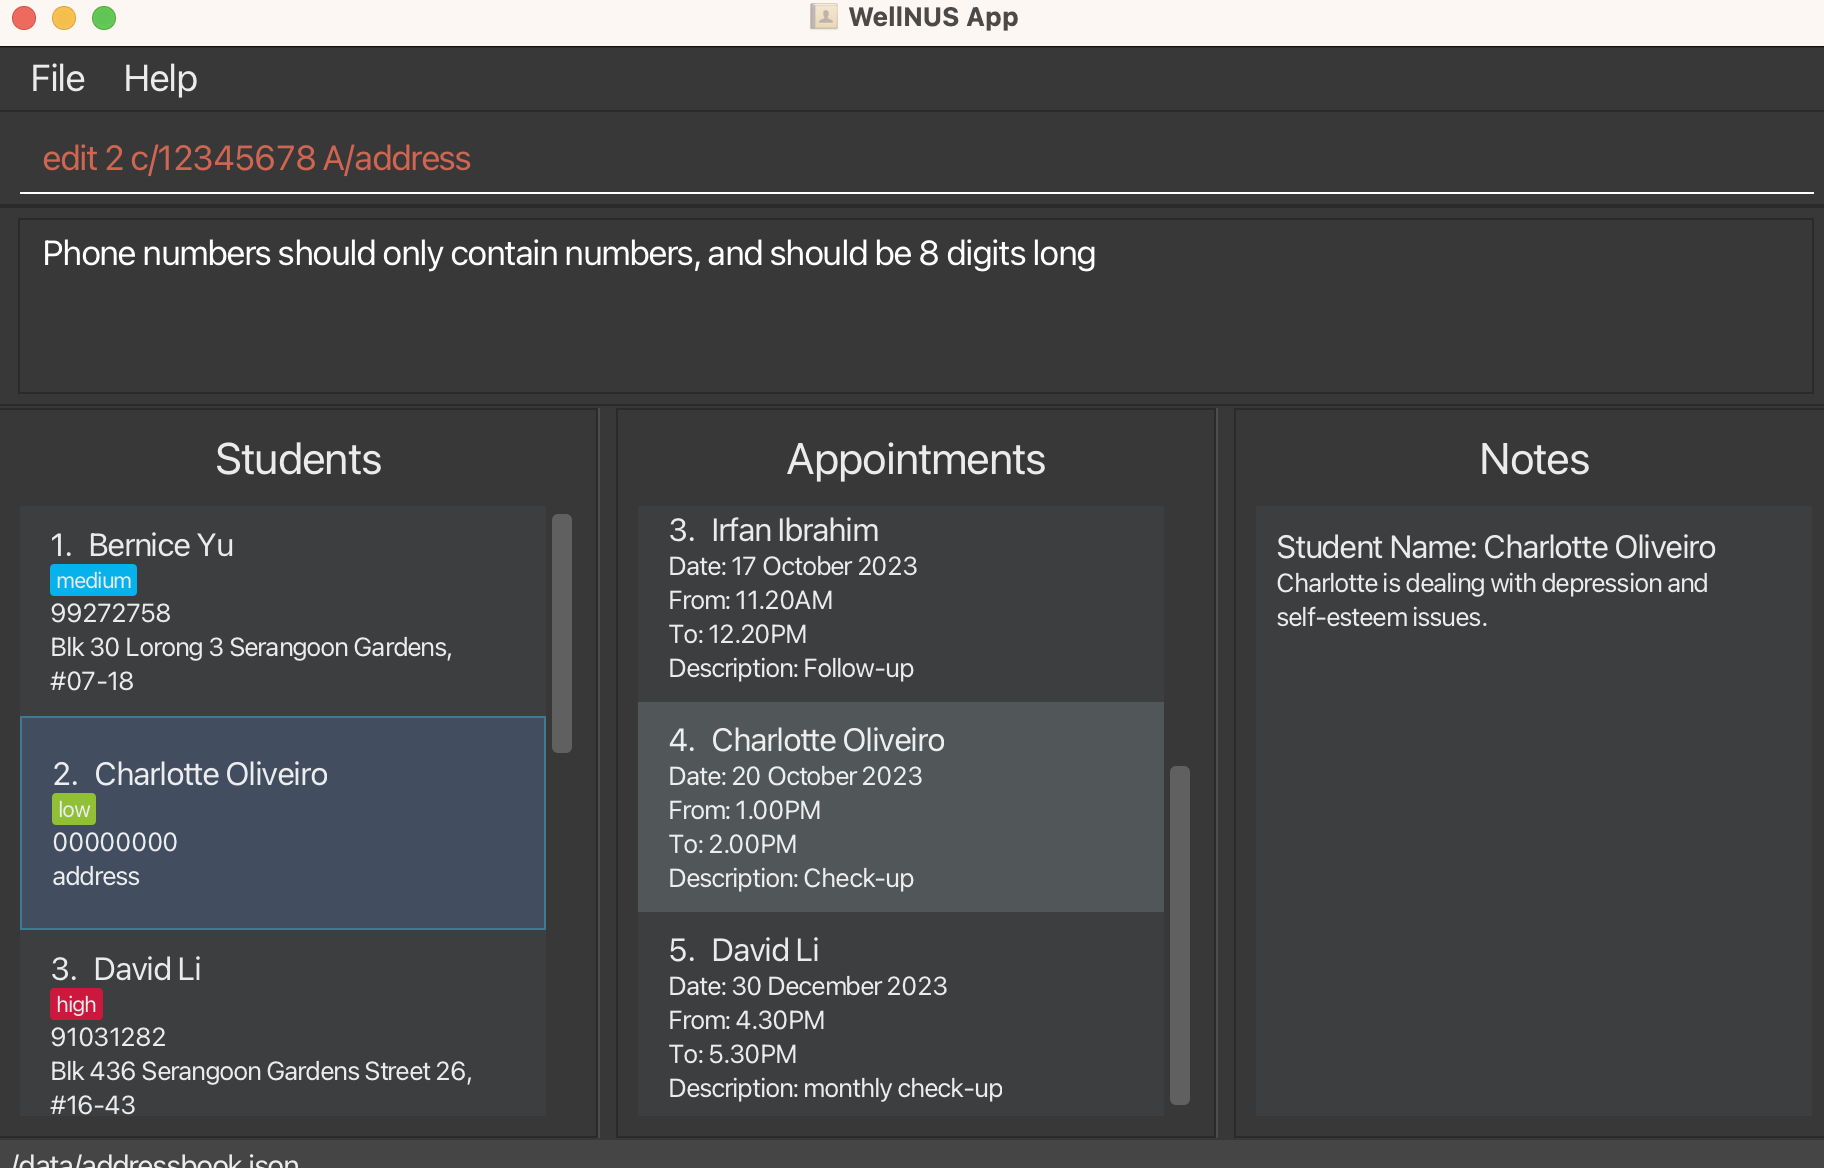 WellNUS App
File Help
edit 2 c/12345678 A/address
Phone numbers should only contain numbers, and should be 8 digits long
Students
1. Bernice Yu
medium
99272758
Blk 30 Lorong 3 Serangoon Gardens,
#07-18
2. Charlotte Oliveiro
low
00000000
address
3. David Li
high
91031282
Blk 436 Serangoon Gardens Street 26,
#16-43
Appointments
3. Irfan Ibrahim
Date: 17 October 2023
From: 11.20AM
To: 12.20PM
Description: Follow-up
4. Charlotte Oliveiro
Date: 20 October 2023
From: 1.00PM
To: 2.00PM
Description: Check-up
5. David Li
Date: 30 December 2023
From: 4.30PM
To: 5.30PM
Description: monthly check-up
Notes
Student Name: Charlotte Oliveiro
Charlotte is dealing with depression and
self-esteem issues.
/data/addressbook.json